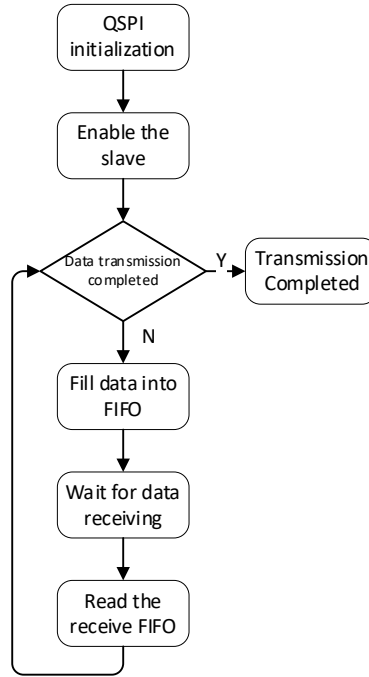 QSPI
initialization
Enable the
slave
Data transmission
completed
Y
Transmission
Completed
N
Fill data into
FIFO
Wait for data
receiving
Read the
receive FIFO